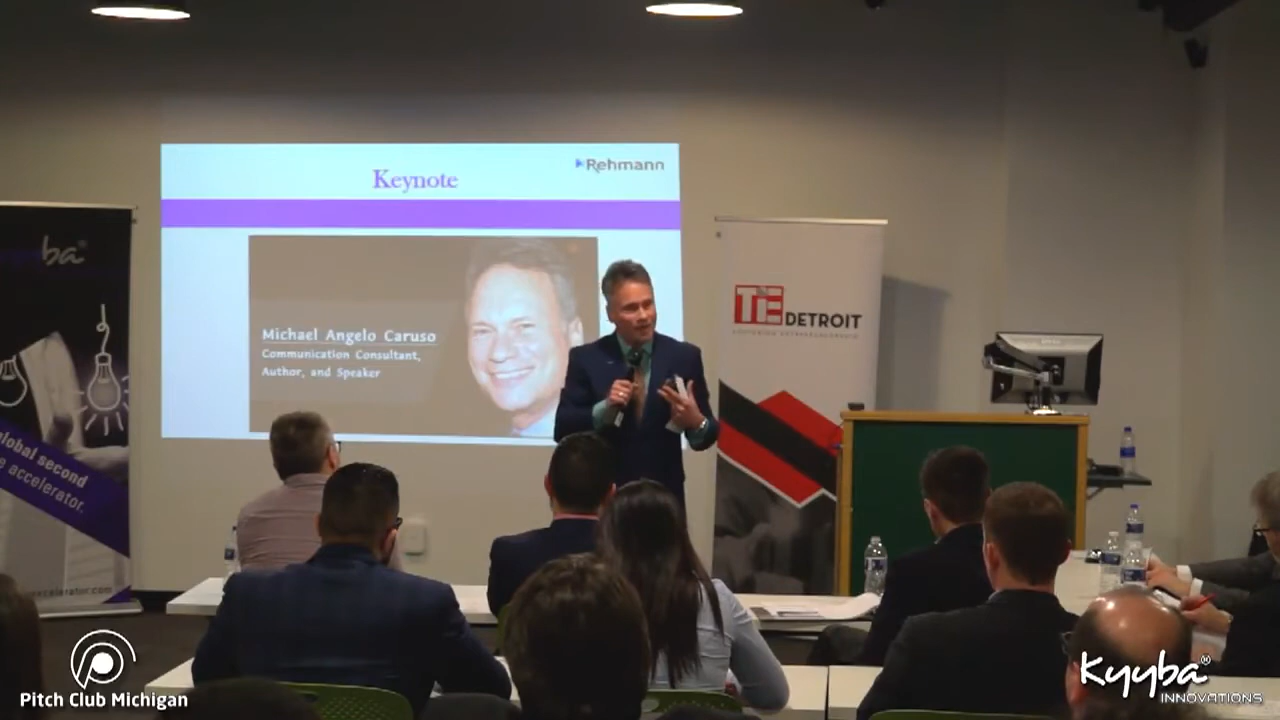 Keynote
Rehmann
Michael Angelo Caruso
Communication Consultant,
Author, and Speaker
TiE DETROIT
ba®
global second
accelerator.
Pitch Club Michigan
Kyyba®
INNOVATIONS